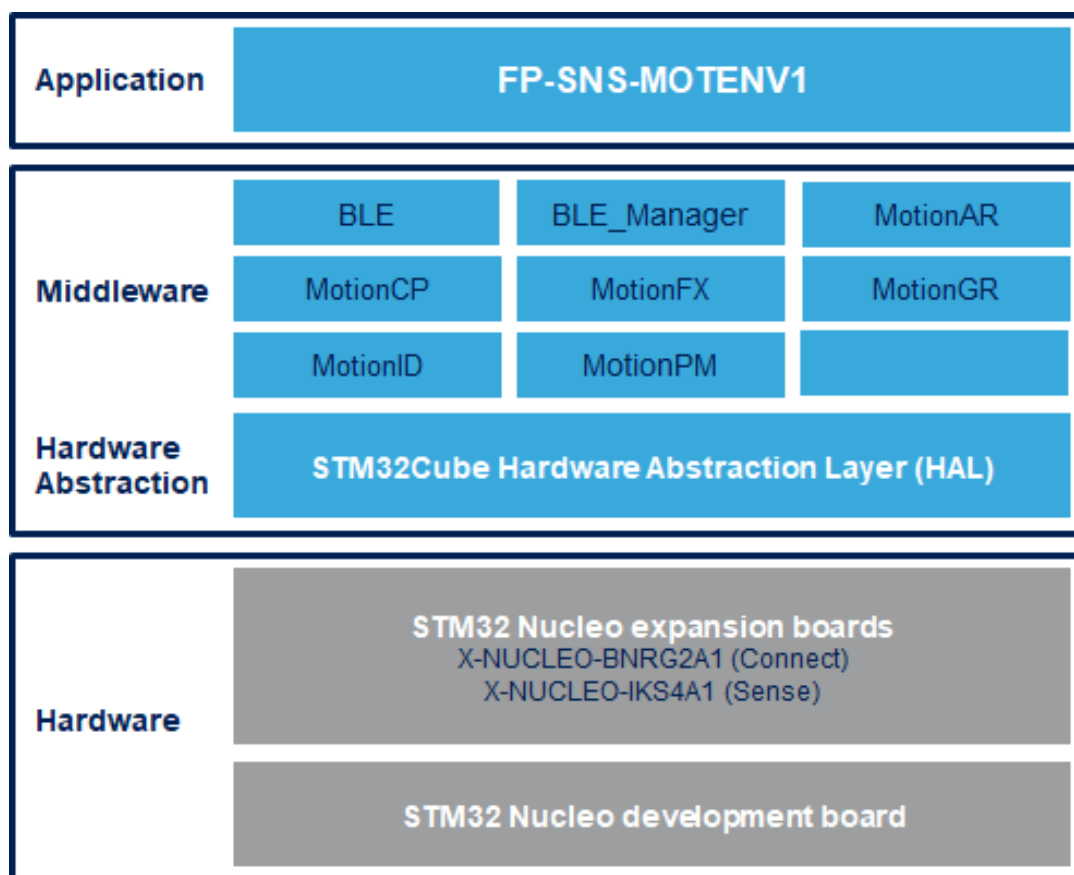 Application
FP-SNS-MOTENV1
Middleware
BLE
BLE_Manager
MotionAR
MotionCP
MotionFX
MotionGR
MotionID
MotionPM
Hardware
Abstraction
STM32Cube Hardware Abstraction Layer (HAL)
Hardware
STM32 Nucleo expansion boards
X-NUCLEO-BNRG2A1 (Connect)
X-NUCLEO-IKS4A1 (Sense)
STM32 Nucleo development board